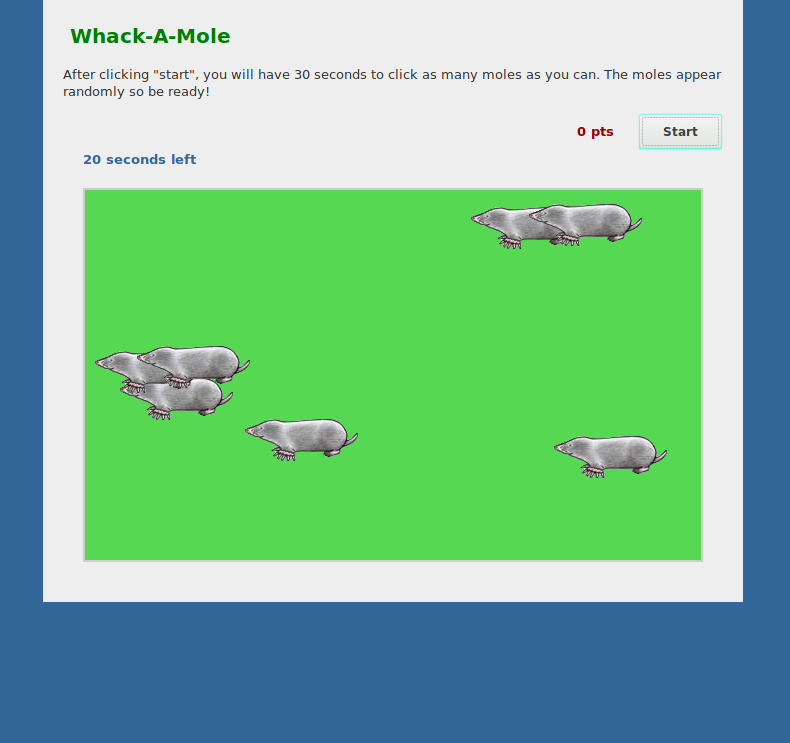 Whack-A-Mole
After clicking "start", you will have 30 seconds to click as many moles as you can. The moles appear
randomly so be ready!
0 pts
Start
20 seconds left